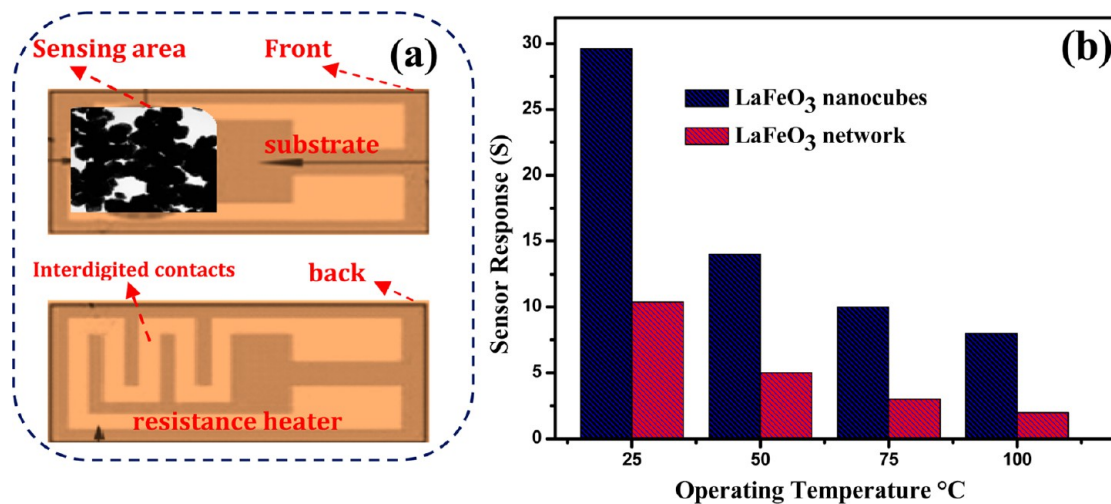 Sensing area
Front
(a)
substrate
Interdigited contacts
back
resistance heater
(b)
LaFeO3 nanocubes
LaFeO3 network
Sensor Response (S)
30
25
20
15
10
5
0
25
50
75
100
Operating Temperature °C